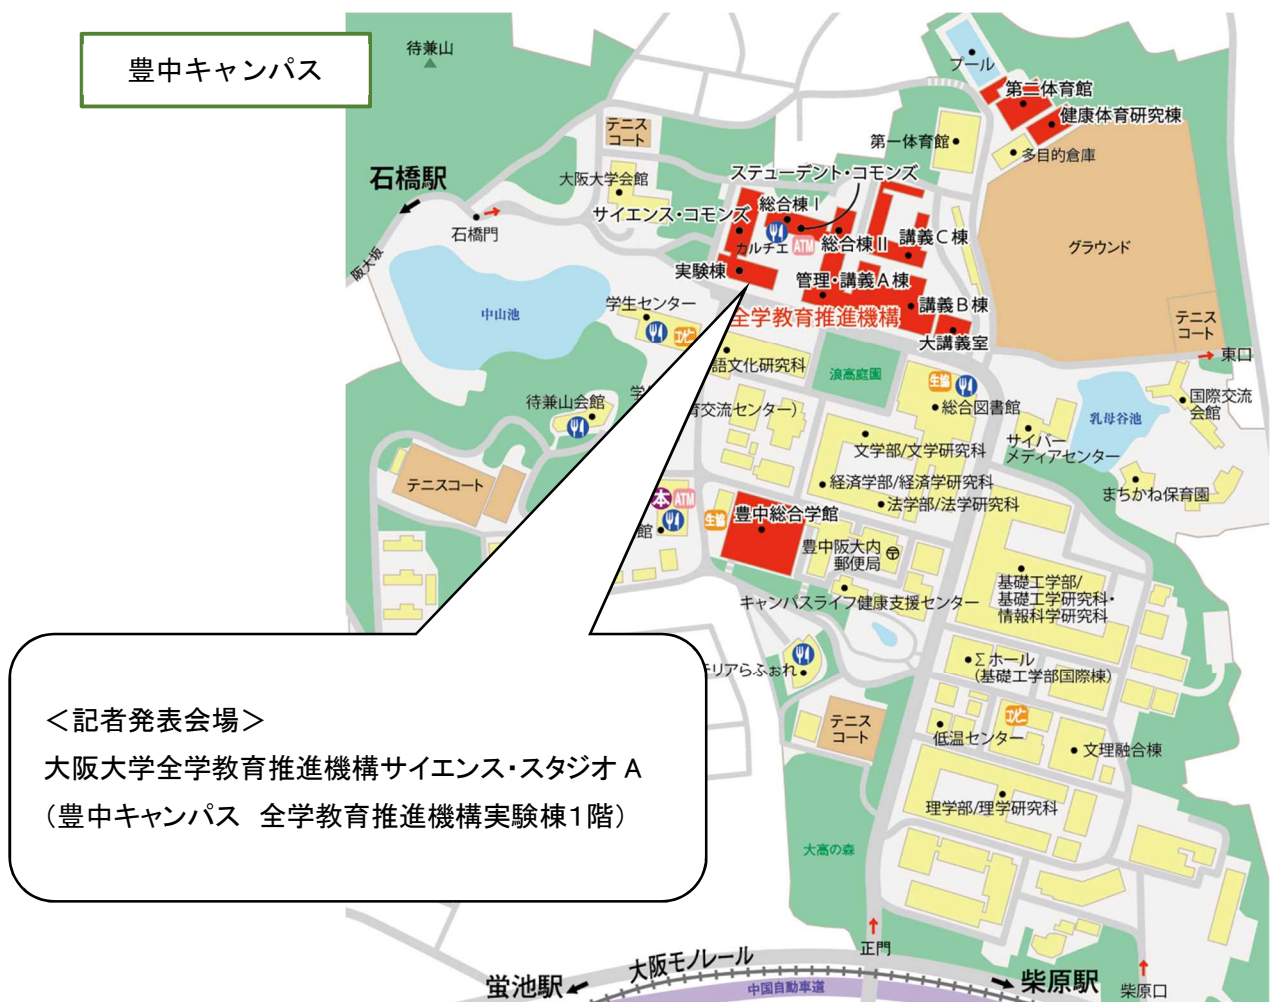 豊中キャンパス
待兼山
プール
第二体育館
健康体育研究棟
テニス
コート
第一体育館
多目的倉庫
ステューデント・コモンズ
石橋駅
大阪大学会館
サイエンス・コモンズ
総合棟Ⅰ
石橋門
カルチエ
ATM
総合棟Ⅱ
講義C棟
グラウンド
阪大坂
実験棟
管理・講義A棟
講義B棟
中山池
学生センター
コンビニ
全学教育推進機構
大講義室
テニス
コート
東口
語文化研究科
浪高庭園
生協
国際交流
会館
待兼山会館
育交流センター)
総合図書館
乳母谷池
サイバー
メディアセンター
文学部/文学研究科
テニスコート
経済学部/経済学研究科
まちかね保育園
本
ATM
法学部/法学研究科
館
生協
豊中総合学館
豊中阪大内
郵便局
基礎工学部/
基礎工学研究科・
情報科学研究科
キャンパスライフ健康支援センター
テリアらふぉれ
Σホール
(基礎工学部国際棟)
<記者発表会場>
大阪大学全学教育推進機構サイエンス・スタジオA
(豊中キャンパス 全学教育推進機構実験棟1階)
テニス
コート
コンビニ
低温センター
文理融合棟
理学部/理学研究科
大高の森
正門
大阪モノレール
蛍池駅
中国自動車道
柴原駅
柴原口